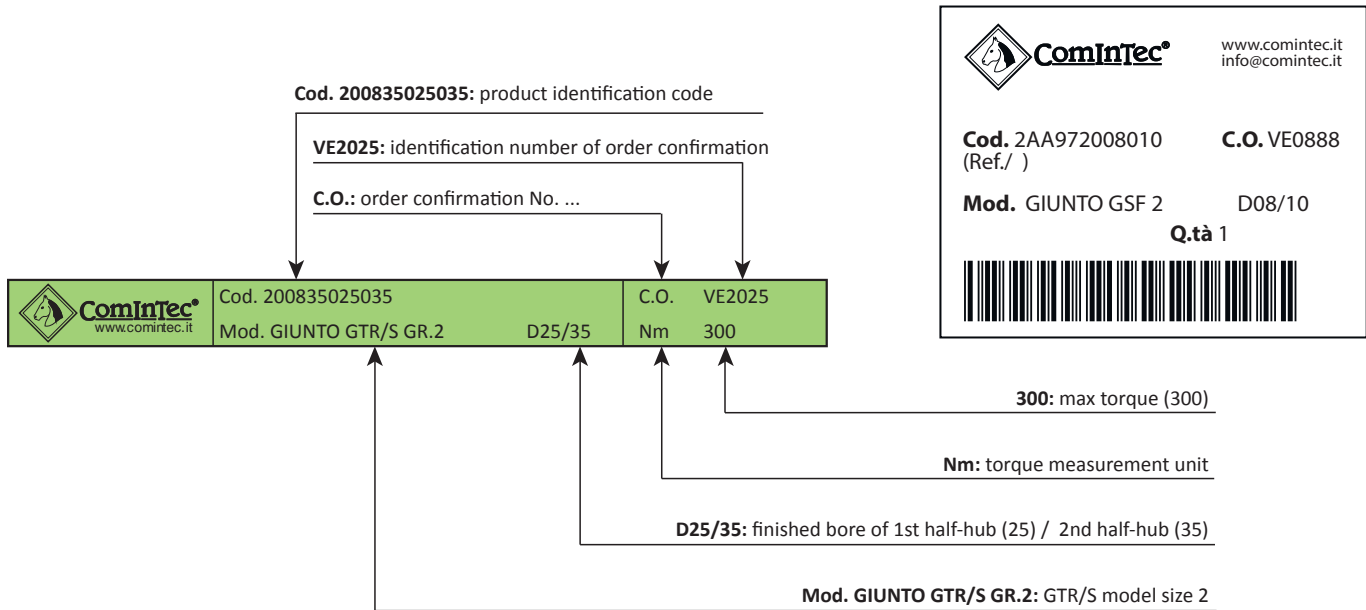 Cod. 200835025035: product identification code
VE2025: identification number of order confirmation
C.O.: order confirmation No. ...
ComInTec®
www.comintec.it
Cod. 200835025035
C.O. VE2025
Mod. GIUNTO GTR/S GR.2 D25/35
Nm 300
300: max torque (300)
Nm: torque measurement unit
D25/35: finished bore of 1st half-hub (25) / 2nd half-hub (35)
Mod. GIUNTO GTR/S GR.2: GTR/S model size 2
ComInTec®
www.comintec.it
info@comintec.it
Cod. 2AA972008010 C.O. VE0888
(Ref./ )
Mod. GIUNTO GSF 2 D08/10
Q.tà 1